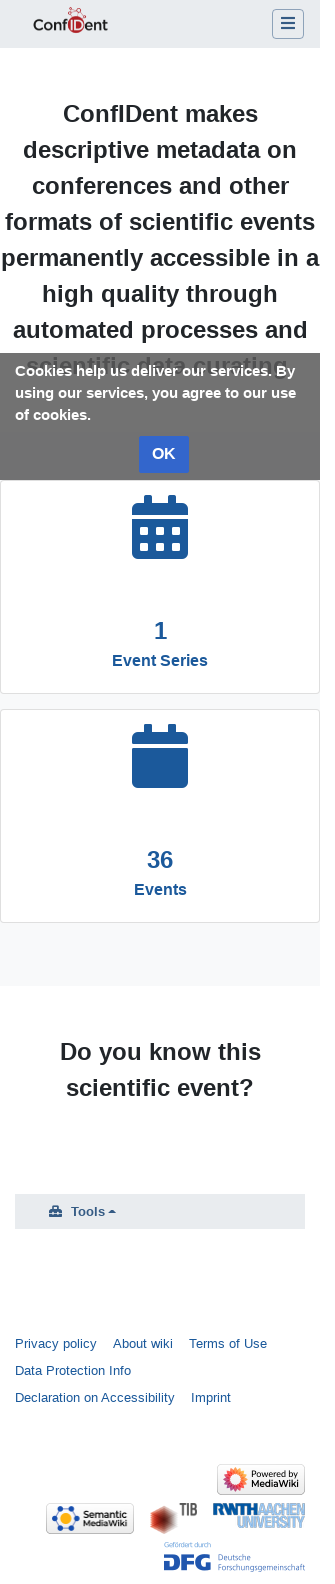 ConfIDent
ConfIDent makes
descriptive metadata on
conferences and other
formats of scientific events
permanently accessible in a
high quality through
automated processes and
scientific data curating.
Cookies help us deliver our services. By
using our services, you agree to our use
of cookies.
OK
1
Event Series
36
Events
Do you know this
scientific event?
Tools
Privacy policy About wiki Terms of Use
Data Protection Info
Declaration on Accessibility Imprint
Powered by
MediaWiki
Semantic
MediaWiki
TIB
RWTHAACHEN
UNIVERSITY
Gefördert durch
DFG Deutsche
Forschungsgemeinschaft